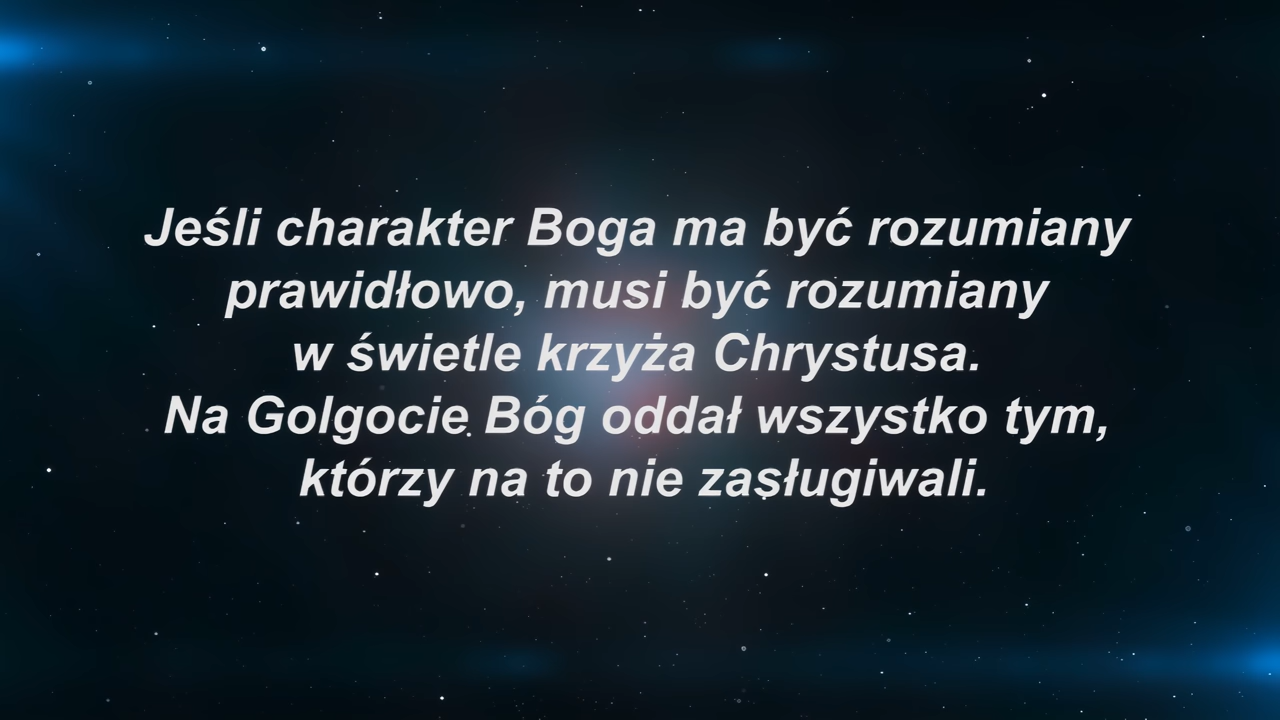 Jeśli charakter Boga ma być rozumiany
prawidłowo, musi być rozumiany
w świetle krzyża Chrystusa.
Na Golgocie Bóg oddał wszystko tym,
którzy na to nie zasługiwali.